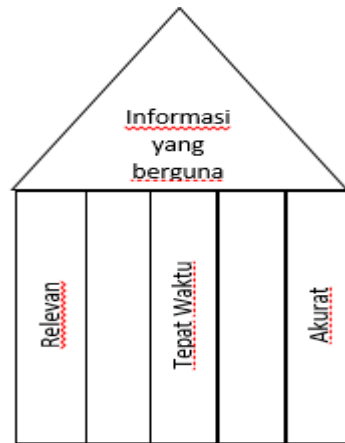 Informasi
yang
berguna
Relevan
Tepat Waktu
Akurat